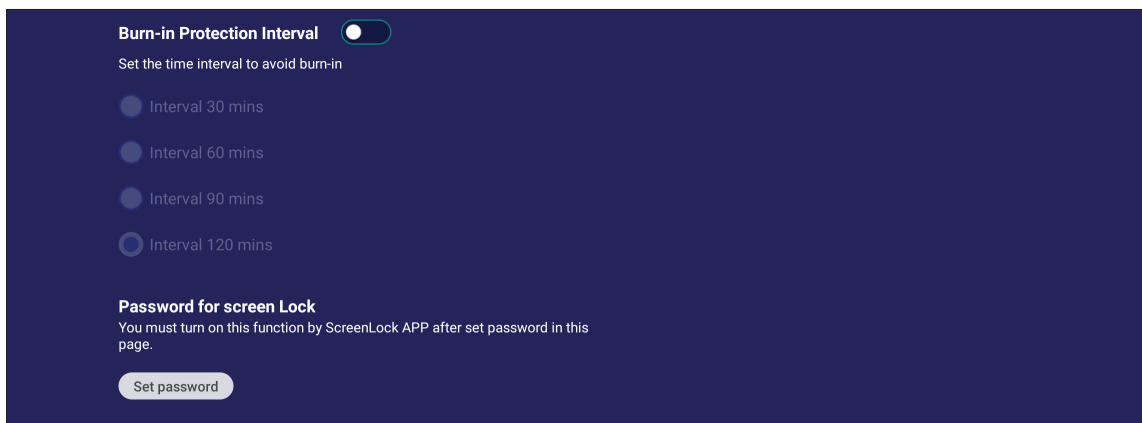 Burn-in Protection Interval
Set the time interval to avoid burn-in
Interval 30 mins
Interval 60 mins
Interval 90 mins
Interval 120 mins
Password for screen Lock
You must turn on this function by ScreenLock APP after set password in this
page.
Set password